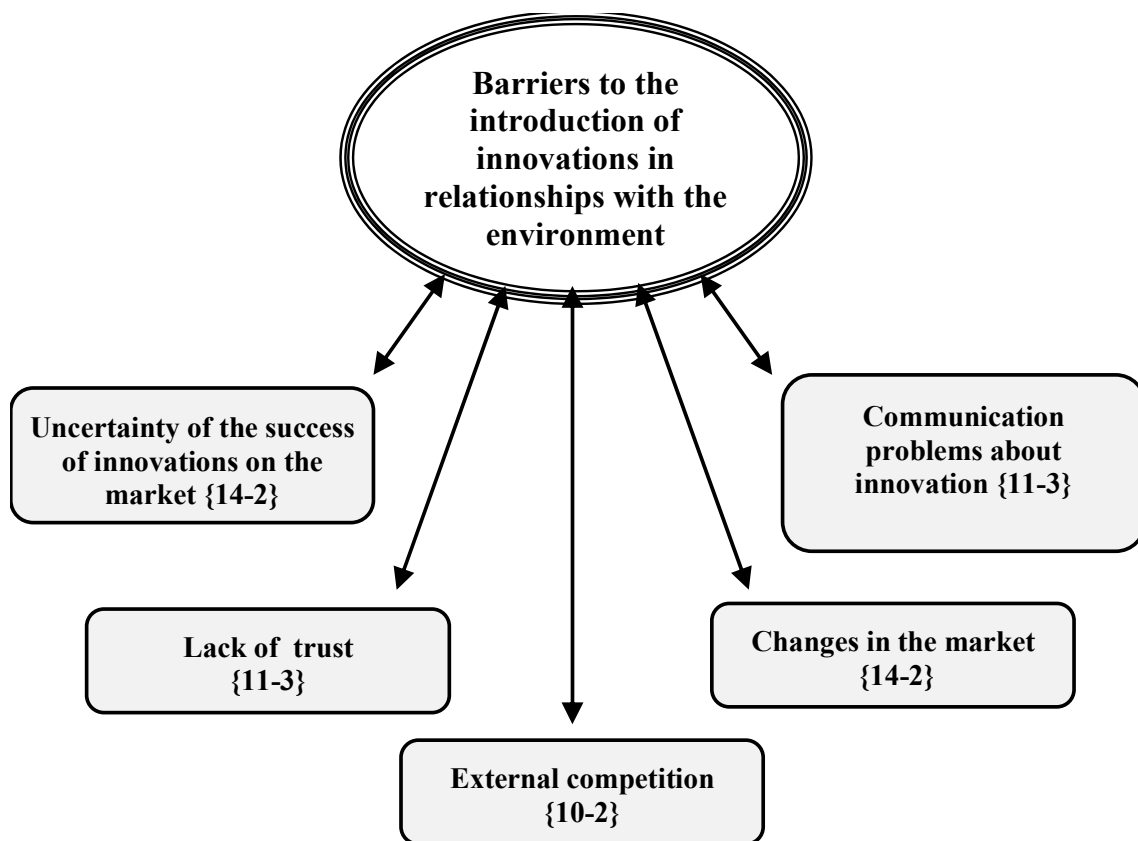 Barriers to the
introduction of
innovations in
relationships with the
environment
Uncertainty of the success
of innovations on the
market {14-2}
Communication
problems about
innovation {11-3}
Lack of trust
{11-3}
Changes in the market
{14-2}
External competition
{10-2}